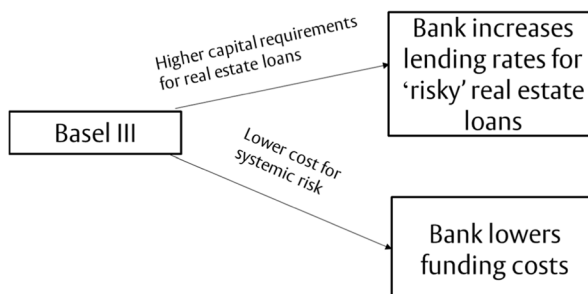 Basel III
Higher capital requirements
for real estate loans
Bank increases
lending rates for
‘risky’ real estate
loans
Lower cost for
systemic risk
Bank lowers
funding costs